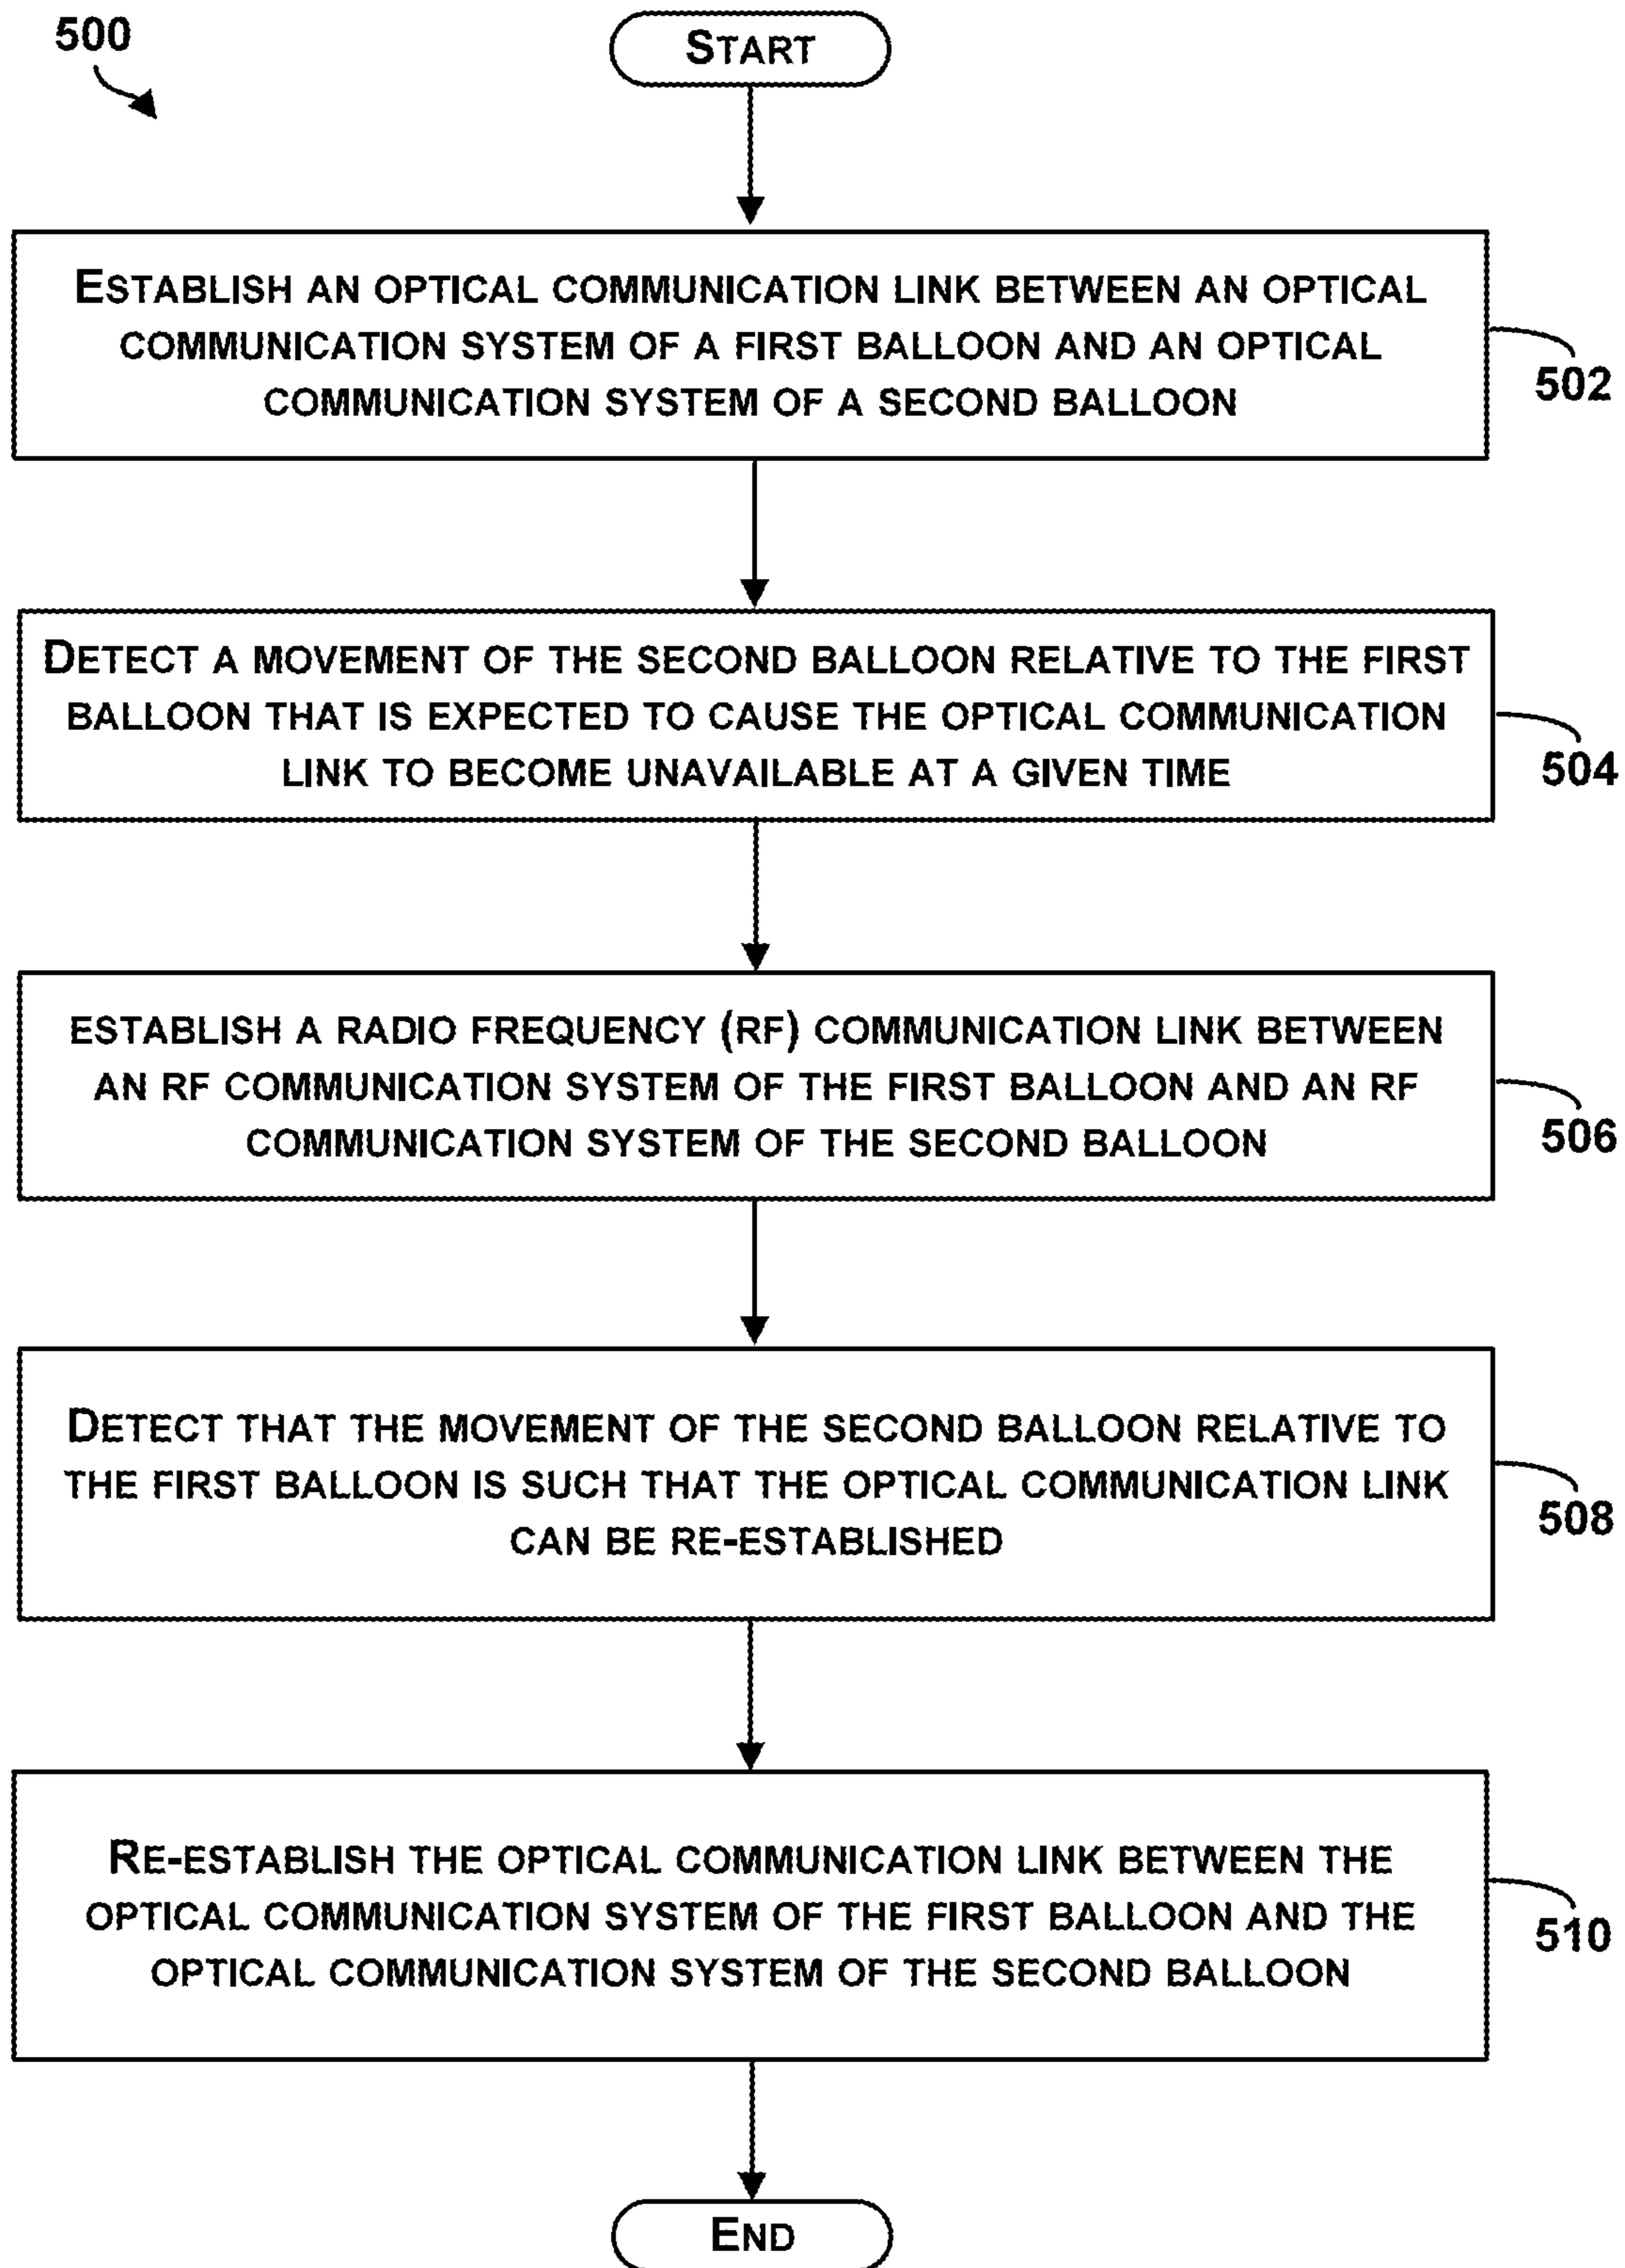 500
START
ESTABLISH AN OPTICAL COMMUNICATION LINK BETWEEN AN OPTICAL
COMMUNICATION SYSTEM OF A FIRST BALLOON AND AN OPTICAL
COMMUNICATION SYSTEM OF A SECOND BALLOON
502
DETECT A MOVEMENT OF THE SECOND BALLOON RELATIVE TO THE FIRST
BALLOON THAT IS EXPECTED TO CAUSE THE OPTICAL COMMUNICATION
LINK TO BECOME UNAVAILABLE AT A GIVEN TIME
504
ESTABLISH A RADIO FREQUENCY (RF) COMMUNICATION LINK BETWEEN
AN RF COMMUNICATION SYSTEM OF THE FIRST BALLOON AND AN RF
COMMUNICATION SYSTEM OF THE SECOND BALLOON
506
DETECT THAT THE MOVEMENT OF THE SECOND BALLOON RELATIVE TO
THE FIRST BALLOON IS SUCH THAT THE OPTICAL COMMUNICATION LINK
CAN BE RE-ESTABLISHED
508
RE-ESTABLISH THE OPTICAL COMMUNICATION LINK BETWEEN THE
OPTICAL COMMUNICATION SYSTEM OF THE FIRST BALLOON AND THE
OPTICAL COMMUNICATION SYSTEM OF THE SECOND BALLOON
510
END